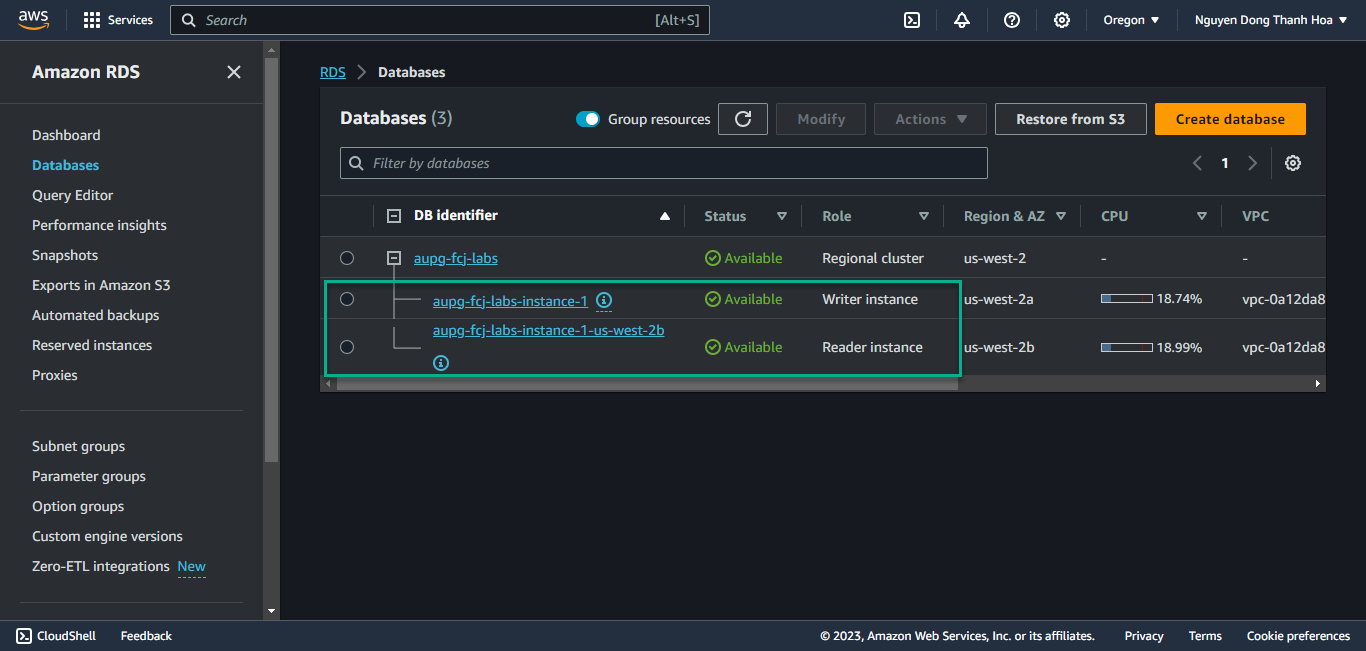 aws Services Search [Alt+S] Oregon Nguyen Dong Thanh Hoa
Amazon RDS
Dashboard
Databases
Query Editor
Performance insights
Snapshots
Exports in Amazon S3
Automated backups
Reserved instances
Proxies
Subnet groups
Parameter groups
Option groups
Custom engine versions
Zero-ETL integrations New
RDS Databases
Databases (3) Group resources Modify Actions Restore from S3 Create database
Filter by databases 1
DB identifier Status Role Region & AZ CPU VPC
aupg-fcj-labs Available Regional cluster us-west-2 - -
aupg-fcj-labs-instance-1 Available Writer instance us-west-2a 18.74% vpc-0a12da8
aupg-fcj-labs-instance-1-us-west-2b
Available Reader instance us-west-2b 18.99% vpc-0a12da8
CloudShell Feedback © 2023, Amazon Web Services, Inc. or its affiliates. Privacy Terms Cookie preferences